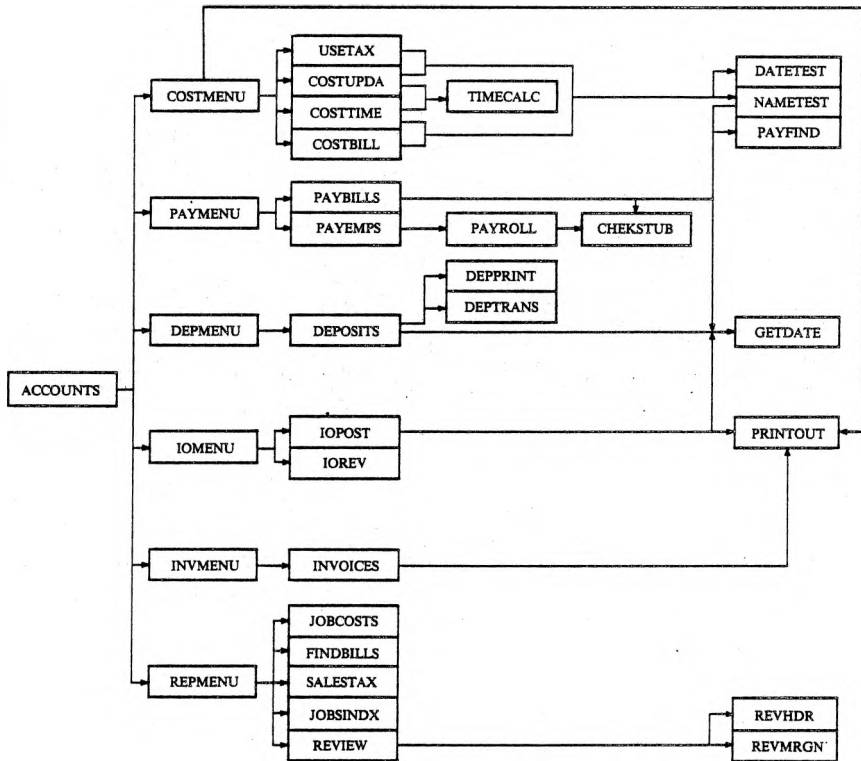 USETAX
COSTUPDA
COSTTIME
COSTBILL
COSTMENU
TIMECALC
DATETEST
NAMETEST
PAYFIND
PAYMENU
PAYBILLS
PAYEMPS
PAYROLL
CHEKSTUB
DEPPRINT
DEPTRANS
DEPMENU
DEPOSITS
GETDATE
ACCOUNTS
IOMENU
IOPOST
IOREV
PRINTOUT
INVMENU
INVOICES
JOBCOSTS
FINDBILLS
SALESTAX
JOBSINDX
REVIEW
REPMENU
REVHDR
REVMRGN